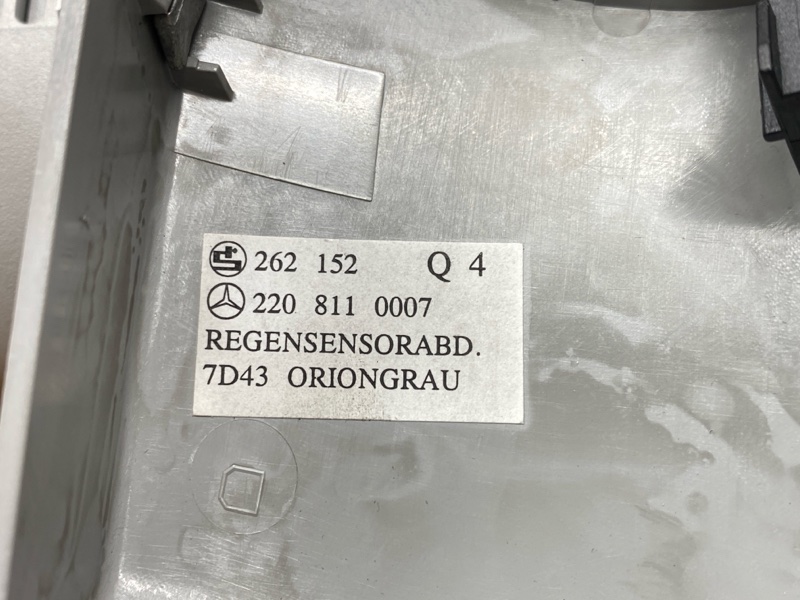 262 152 Q 4
220 811 0007
REGENSENSORABD.
7D43 ORIONGRAU